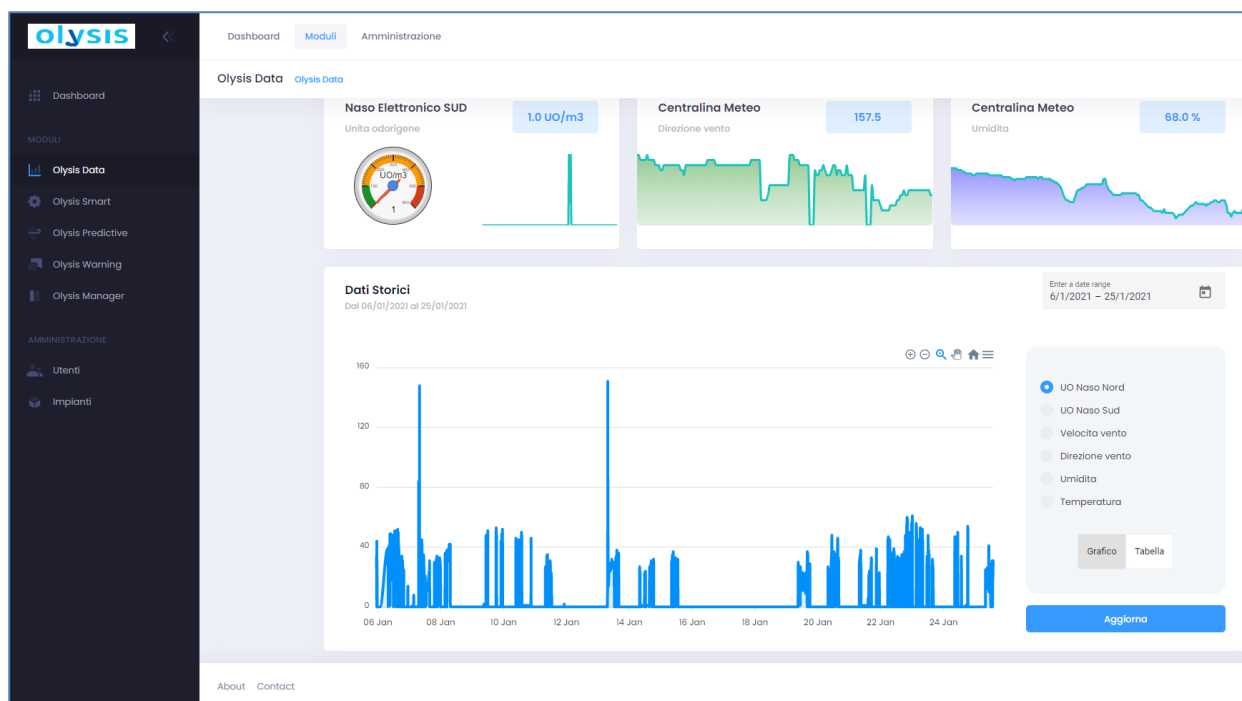 olysis
Dashboard Moduli Amministrazione
Olysis Data Olysis Data
Dashboard
MODULI
Olysis Data
Olysis Smart
Olysis Predictive
Olysis Warning
Olysis Manager
AMMINISTRAZIONE
Utenti
Impianti
Naso Elettronico SUD
Unita odorigene
1.0 UO/m3
UO/m3
1
Centralina Meteo
Direzione vento
157.5
Centralina Meteo
Umidita
68.0 %
Dati Storici
Dal 06/01/2021 al 25/01/2021
Enter a date range
6/1/2021 – 25/1/2021
160
120
80
40
0
06 Jan 08 Jan 10 Jan 12 Jan 14 Jan 16 Jan 18 Jan 20 Jan 22 Jan 24 Jan
UO Naso Nord
UO Naso Sud
Velocita vento
Direzione vento
Umidita
Temperatura
Grafico Tabella
Aggiorna
About Contact